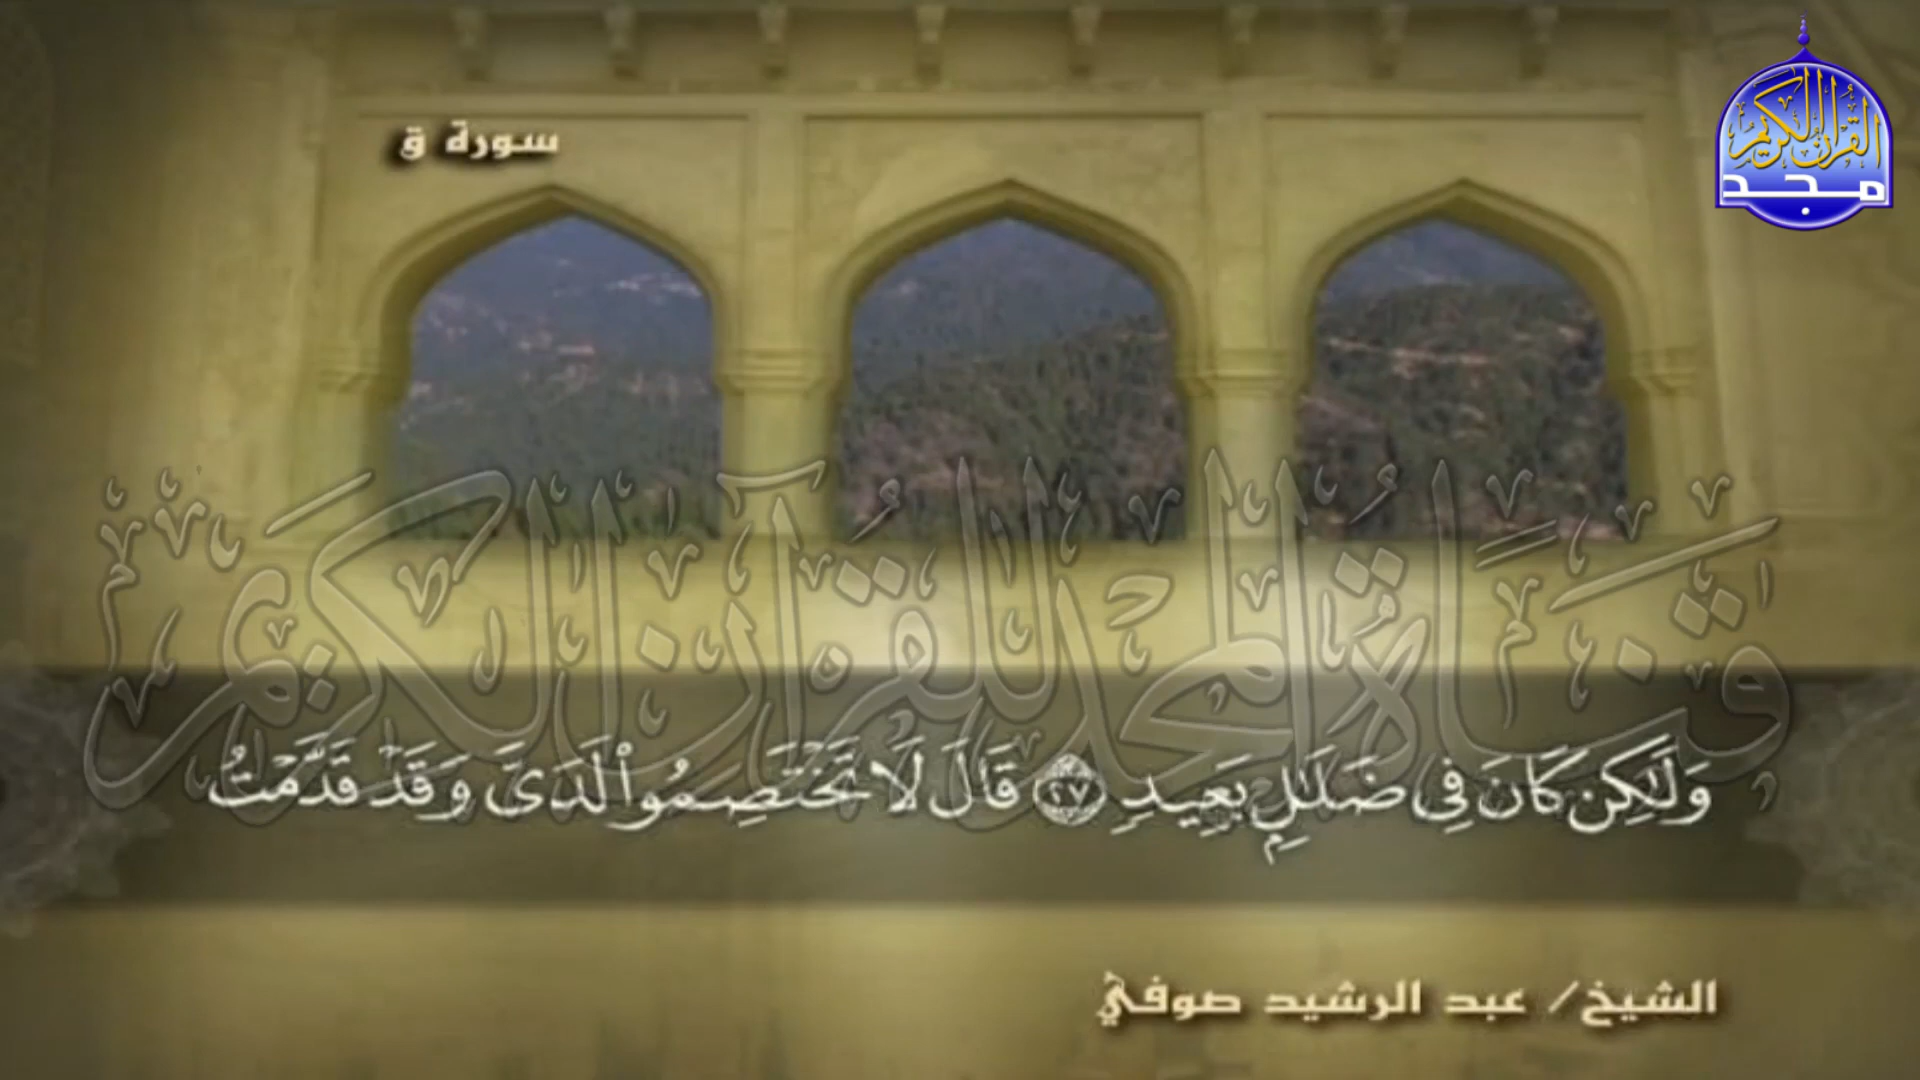 سورة ق
القرآن الكريم
مجد
قناة المجد للقرآن الكريم
وَلَٰكِن كَانَ فِى ضَلَٰلٍۭ بَعِيدٍ ٢٧ قَالَ لَا تَخْتَصِمُوا۟ لَدَىَّ وَقَدْ قَدَّمْتُ
الشيخ/ عبد الرشيد صوفي